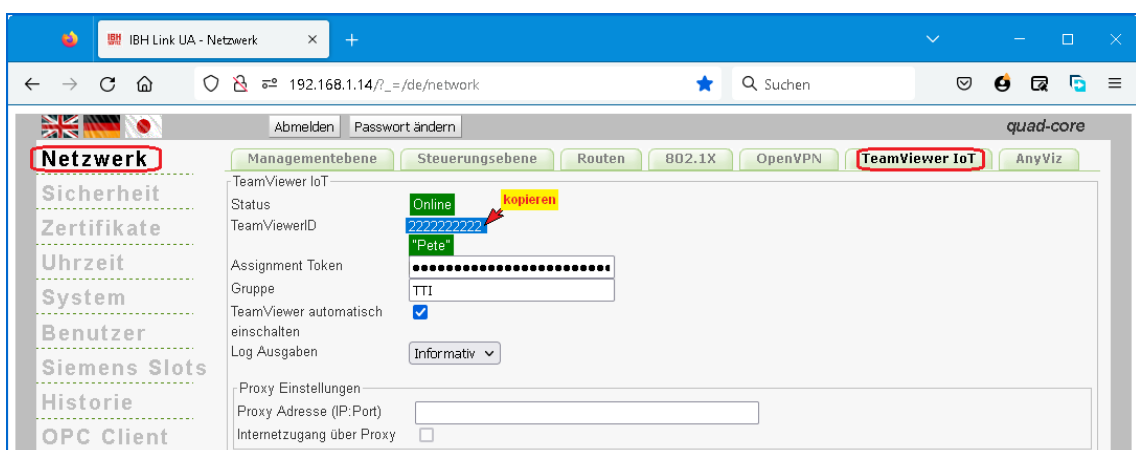 IBH Link UA - Netzwerk
192.168.1.14/?_=/de/network
Suchen
Abmelden Passwort ändern
quad-core
Netzwerk
Sicherheit
Zertifikate
Uhrzeit
System
Benutzer
Siemens Slots
Historie
OPC Client
Managementebene Steuerungsebene Routen 802.1X OpenVPN TeamViewer IoT AnyViz
TeamViewer IoT
Status Online
kopieren
TeamViewerID 2222222222
"Pete"
Assignment Token
Gruppe TTI
TeamViewer automatisch
einschalten
Log Ausgaben Informativ
Proxy Einstellungen
Proxy Adresse (IP:Port)
Internetzugang über Proxy